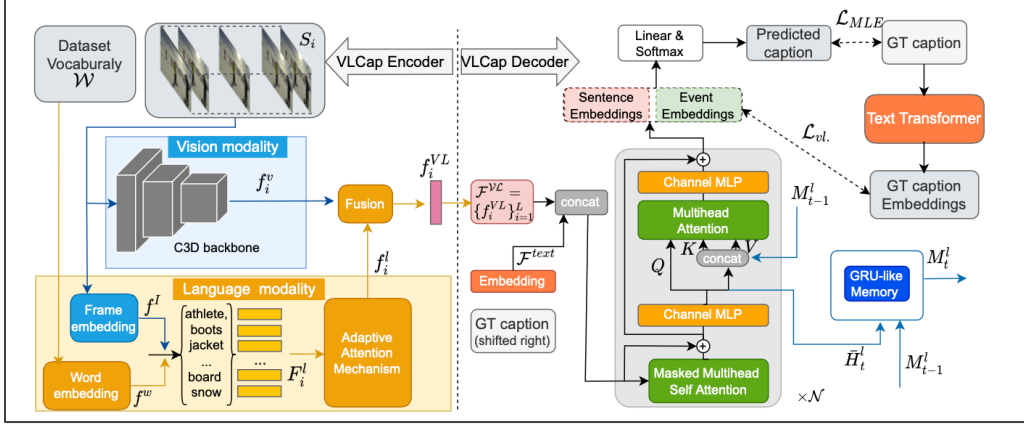 Dataset
Vocaburaly
𝒲
S_i
VLCap Encoder
VLCap Decoder
Linear &
Softmax
Predicted
caption
ℒ_{MLE}
GT caption
Sentence
Embeddings
Event
Embeddings
Text Transformer
ℒ_{vl.}
GT caption
Embeddings
Vision modality
f_i^v
C3D backbone
Fusion
f_i^{VL}
ℱ^{𝒱ℒ} =
{f_i^{VL}}_{i=1}^L
concat
ℱ^{text}
Embedding
GT caption
(shifted right)
f_i^l
Language modality
Frame
embedding
f^I
Word
embedding
f^w
athlete,
boots
jacket
...
board
snow
...
F_i^l
Adaptive
Attention
Mechanism
+
Channel MLP
Multihead
Attention
Q
K
V
concat
M_{t-1}^l
Channel MLP
+
Masked Multihead
Self Attention
×𝒩
GRU-like
Memory
M_t^l
H̄_t^l
M_{t-1}^l